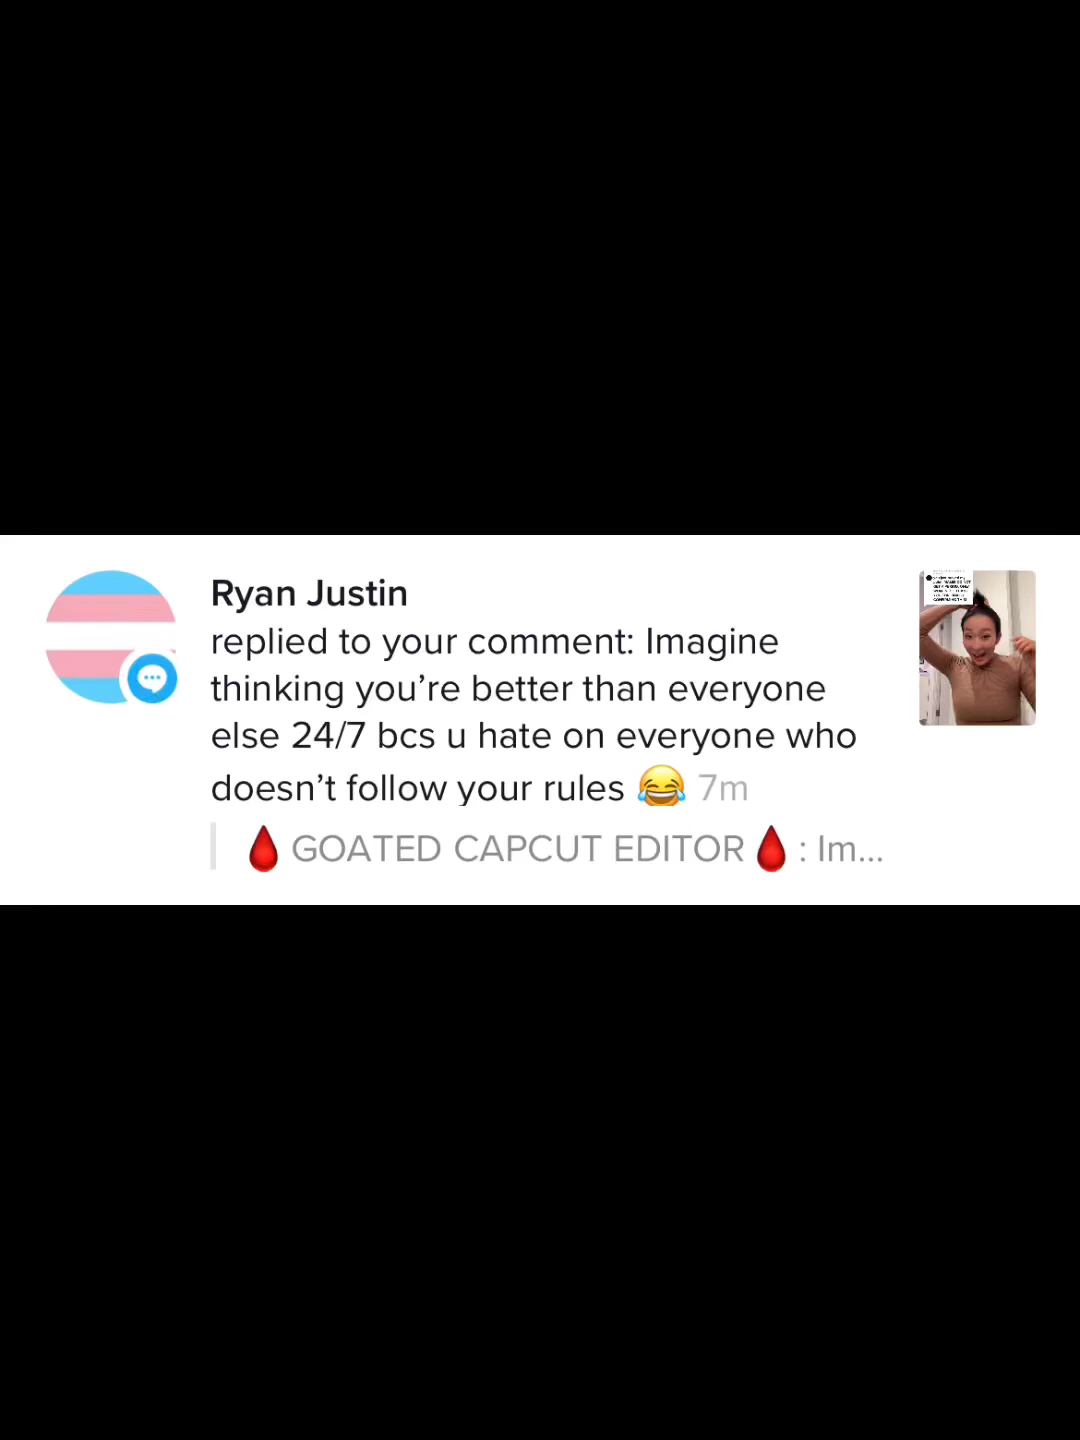 Ryan Justin
replied to your comment: Imagine
thinking you’re better than everyone
else 24/7 bcs u hate on everyone who
doesn’t follow your rules 😂 7m
🩸 GOATED CAPCUT EDITOR🩸 : Im...